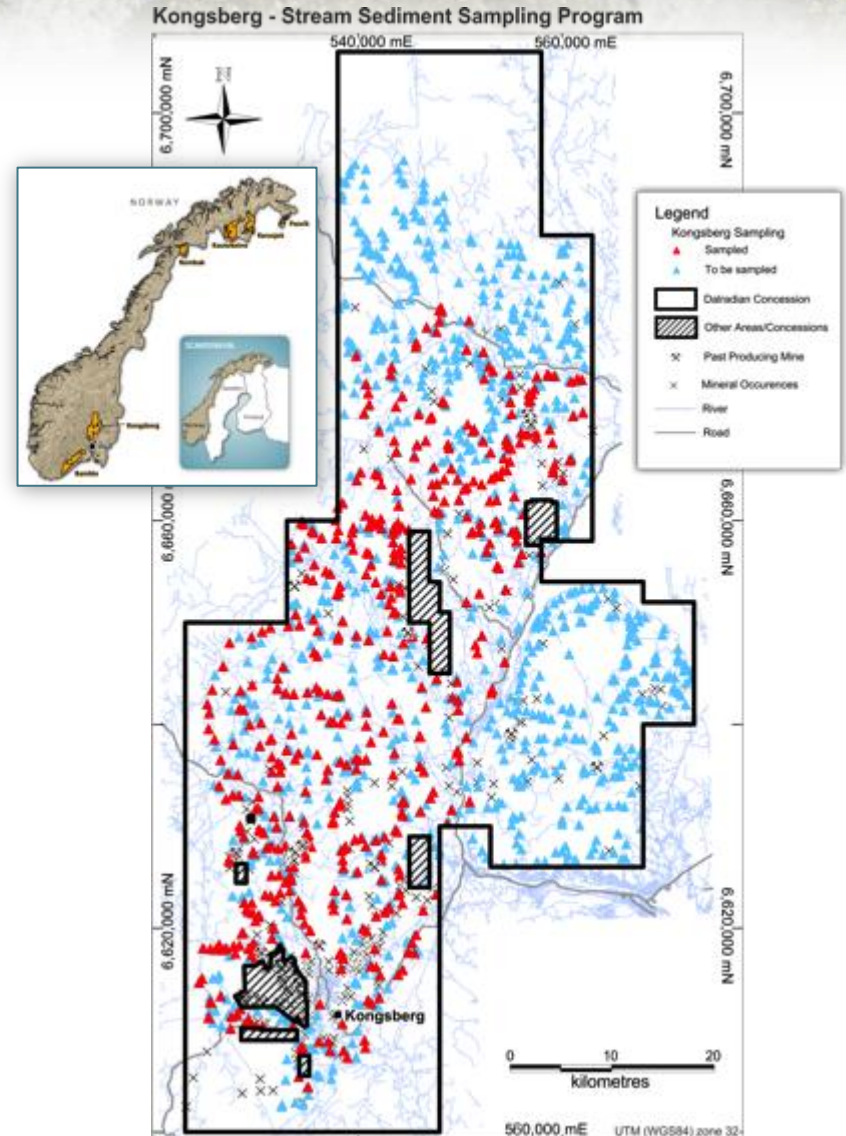 Kongsberg - Stream Sediment Sampling Program
540,000 mE
560,000 mE
6,700,000 mN
6,700,000 mN
NORWAY
Kongsberg
SCANDINAVIA
Legend
Kongsberg Sampling
Sampled
To be sampled
Dalradian Concession
Other Areas/Concessions
Past Producing Mine
Mineral Occurences
River
Road
6,660,000 mN
6,660,000 mN
6,620,000 mN
6,620,000 mN
Kongsberg
0
10
20
kilometres
560,000 mE
UTM (WGS84) zone 32